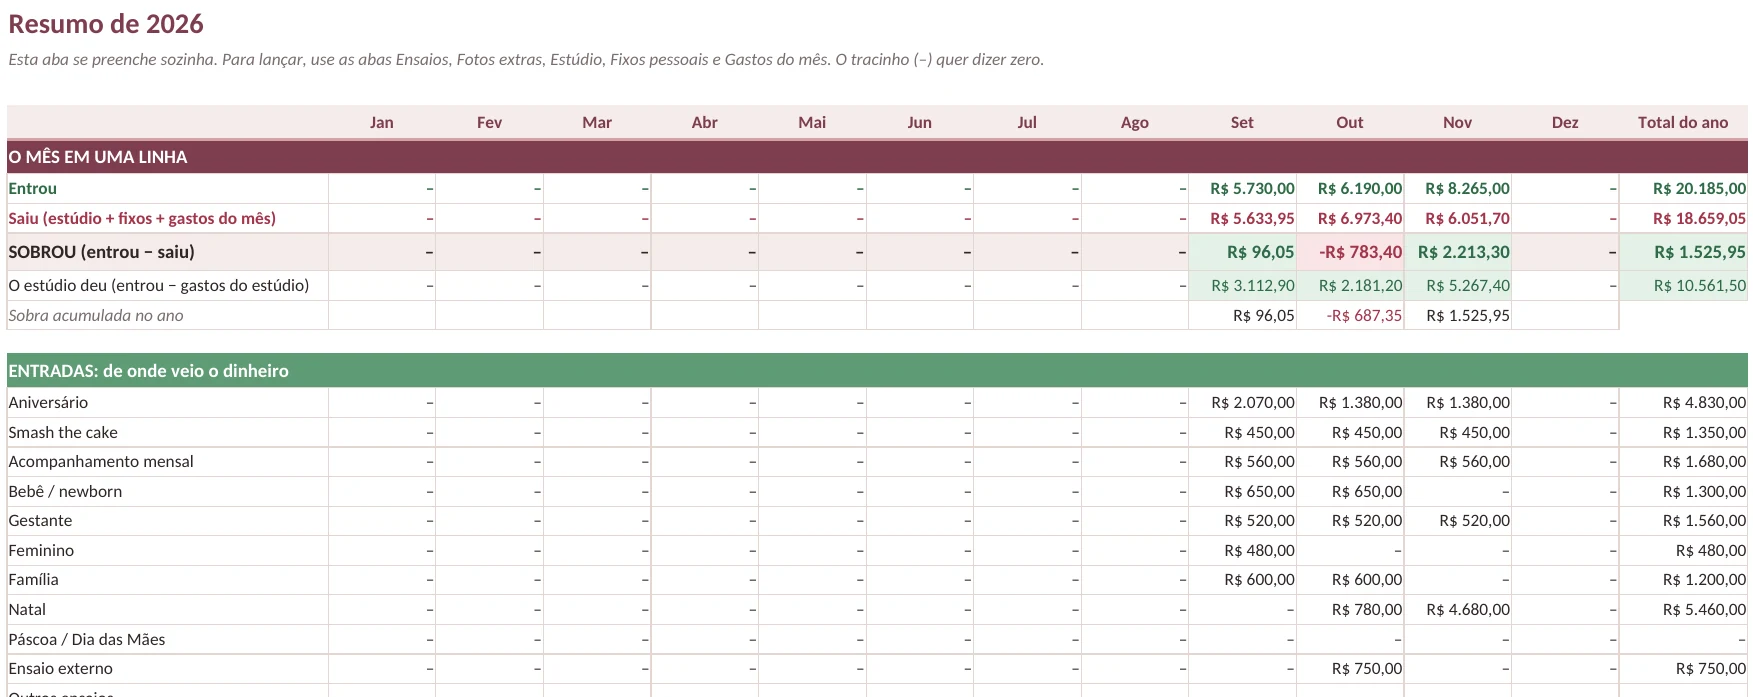 Resumo de 2026
Esta aba se preenche sozinha. Para lançar, use as abas Ensaios, Fotos extras, Estúdio, Fixos pessoais e Gastos do mês. O tracinho (–) quer dizer zero.
Jan Fev Mar Abr Mai Jun Jul Ago Set Out Nov Dez Total do ano
O MÊS EM UMA LINHA
Entrou – – – – – – – – R$ 5.730,00 R$ 6.190,00 R$ 8.265,00 – R$ 20.185,00
Saiu (estúdio + fixos + gastos do mês) – – – – – – – – R$ 5.633,95 R$ 6.973,40 R$ 6.051,70 – R$ 18.659,05
SOBROU (entrou − saiu) – – – – – – – – R$ 96,05 -R$ 783,40 R$ 2.213,30 – R$ 1.525,95
O estúdio deu (entrou − gastos do estúdio) – – – – – – – – R$ 3.112,90 R$ 2.181,20 R$ 5.267,40 – R$ 10.561,50
Sobra acumulada no ano R$ 96,05 -R$ 687,35 R$ 1.525,95
ENTRADAS: de onde veio o dinheiro
Aniversário – – – – – – – – R$ 2.070,00 R$ 1.380,00 R$ 1.380,00 – R$ 4.830,00
Smash the cake – – – – – – – – R$ 450,00 R$ 450,00 R$ 450,00 – R$ 1.350,00
Acompanhamento mensal – – – – – – – – R$ 560,00 R$ 560,00 R$ 560,00 – R$ 1.680,00
Bebê / newborn – – – – – – – – R$ 650,00 R$ 650,00 – – R$ 1.300,00
Gestante – – – – – – – – R$ 520,00 R$ 520,00 R$ 520,00 – R$ 1.560,00
Feminino – – – – – – – – R$ 480,00 – – – R$ 480,00
Família – – – – – – – – R$ 600,00 R$ 600,00 – – R$ 1.200,00
Natal – – – – – – – – – R$ 780,00 R$ 4.680,00 – R$ 5.460,00
Páscoa / Dia das Mães – – – – – – – – – – – – –
Ensaio externo – – – – – – – – – R$ 750,00 – – R$ 750,00